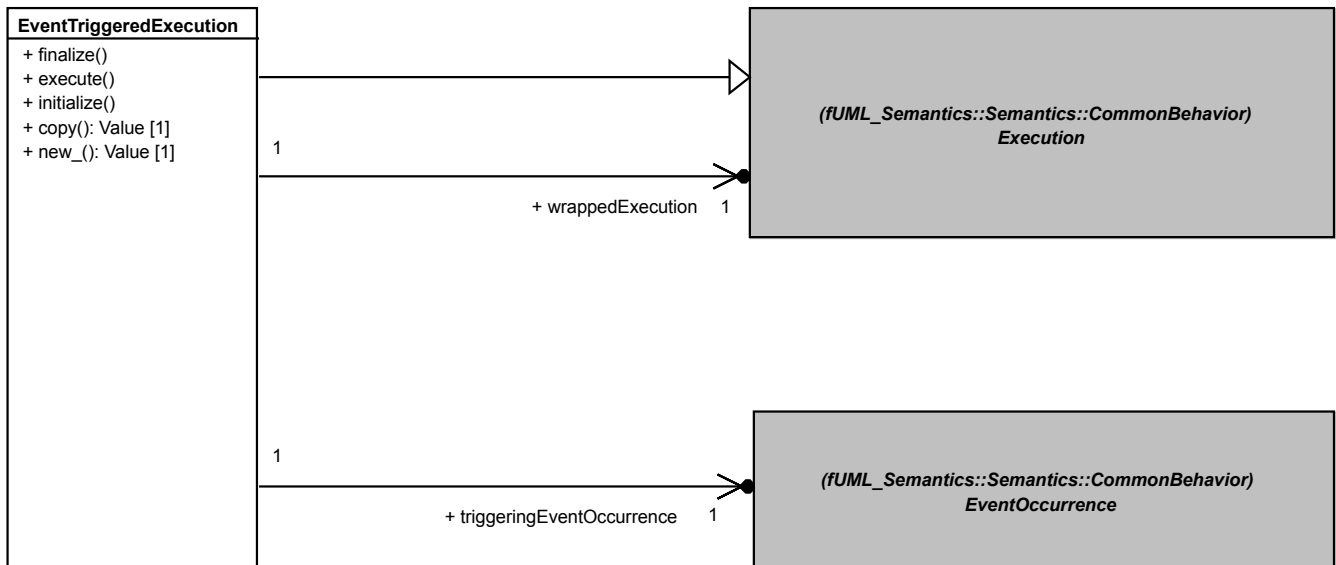 EventTriggeredExecution
+ finalize()
+ execute()
+ initialize()
+ copy(): Value [1]
+ new_(): Value [1]
(fUML_Semantics::Semantics::CommonBehavior)
Execution
1
+ wrappedExecution 1
1
(fUML_Semantics::Semantics::CommonBehavior)
EventOccurrence
+ triggeringEventOccurrence 1